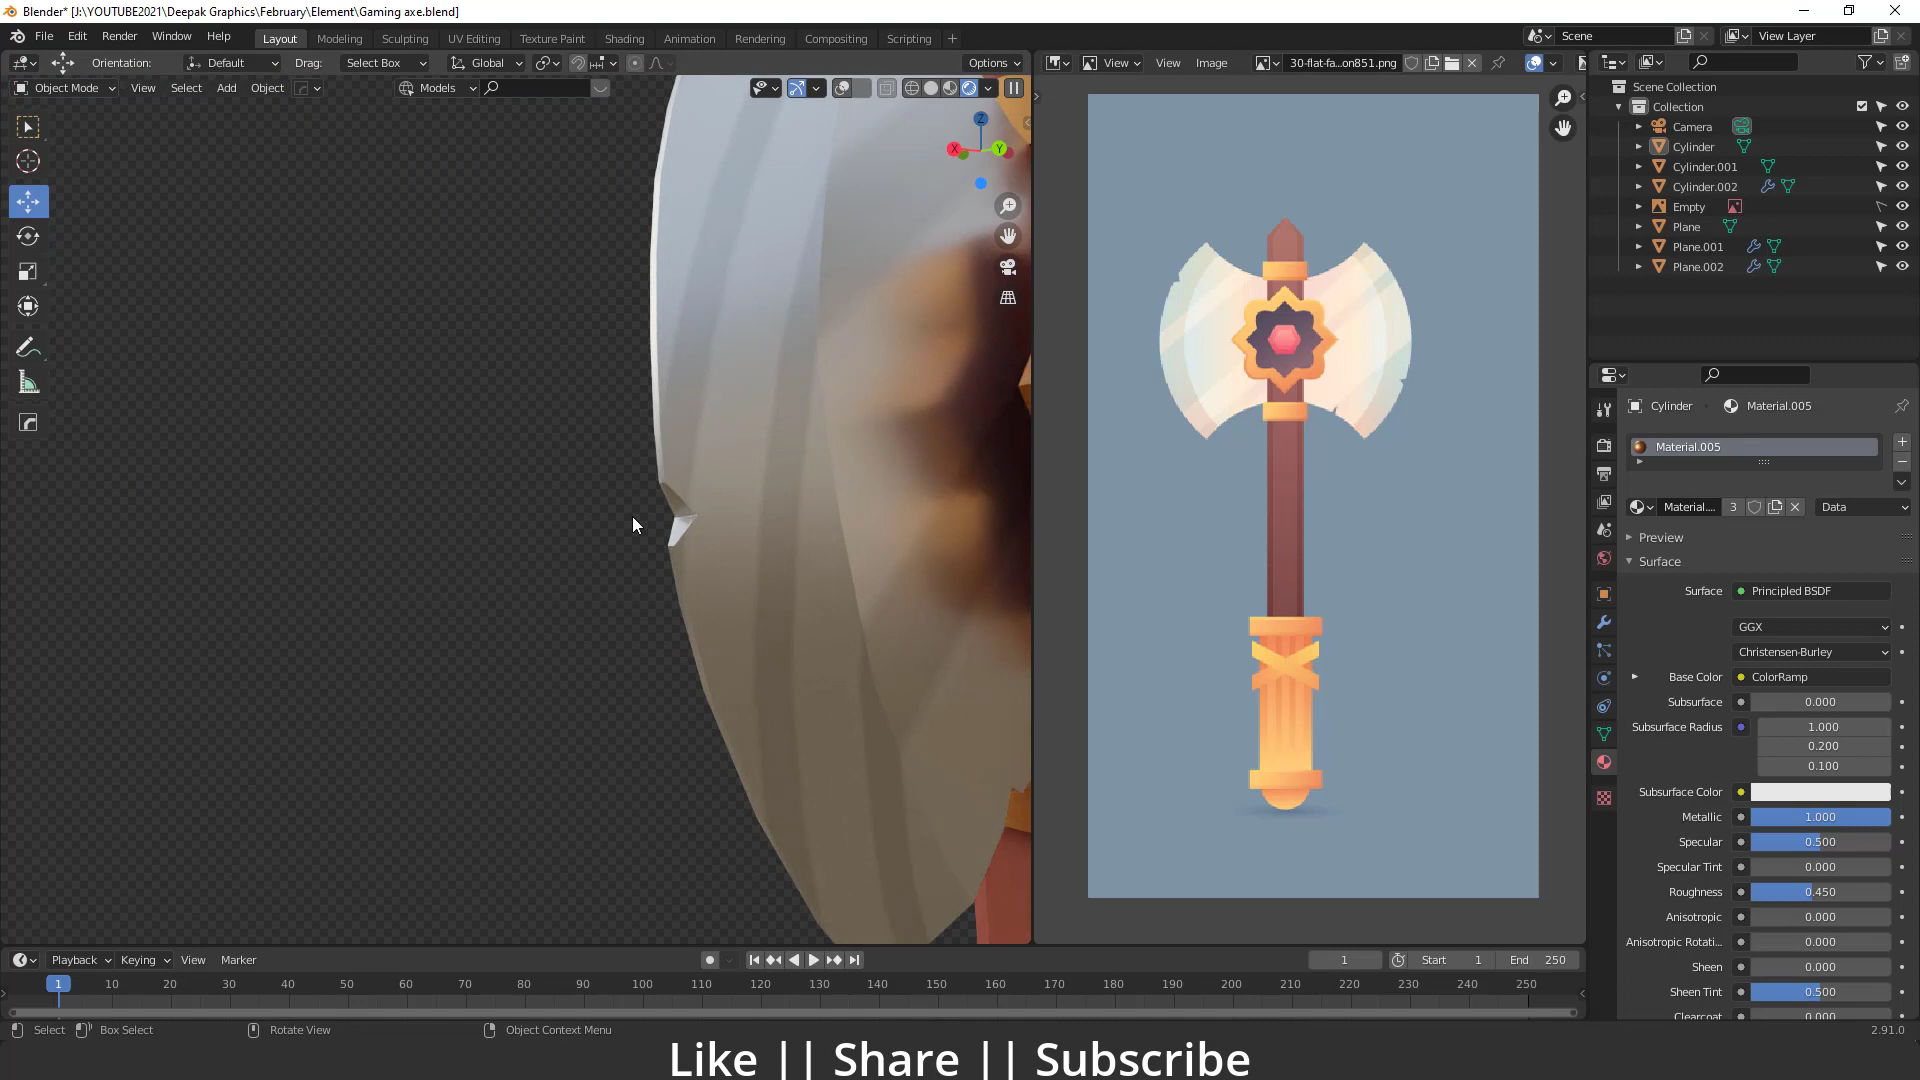 Blender* [J:\YOUTUBE2021\Deepak Graphics\February\Element\Gaming axe.blend]
File Edit Render Window Help Layout Modeling Sculpting UV Editing Texture Paint Shading Animation Rendering Compositing Scripting + Scene View Layer
Orientation: Default Drag: Select Box Global Options View View Image 30-flat-fa...on851.png
Object Mode View Select Add Object Models
Scene Collection
Collection
Camera
Cylinder
Cylinder.001
Cylinder.002
Empty
Plane
Plane.001
Plane.002
Z
X Y
Cylinder Material.005
Material.005
Material.... 3 Data
Preview
Surface
Surface Principled BSDF
GGX
Christensen-Burley
Base Color ColorRamp
Subsurface 0.000
Subsurface Radius 1.000
0.200
0.100
Subsurface Color
Metallic 1.000
Specular 0.500
Specular Tint 0.000
Roughness 0.450
Anisotropic 0.000
Anisotropic Rotati... 0.000
Sheen 0.000
Sheen Tint 0.500
Clearcoat 0.000
Playback Keying View Marker 1 Start 1 End 250
1 10 20 30 40 50 60 70 80 90 100 110 120 130 140 150 160 170 180 190 200 210 220 230 240 250
Select Box Select Rotate View Object Context Menu 2.91.0
Like || Share || Subscribe